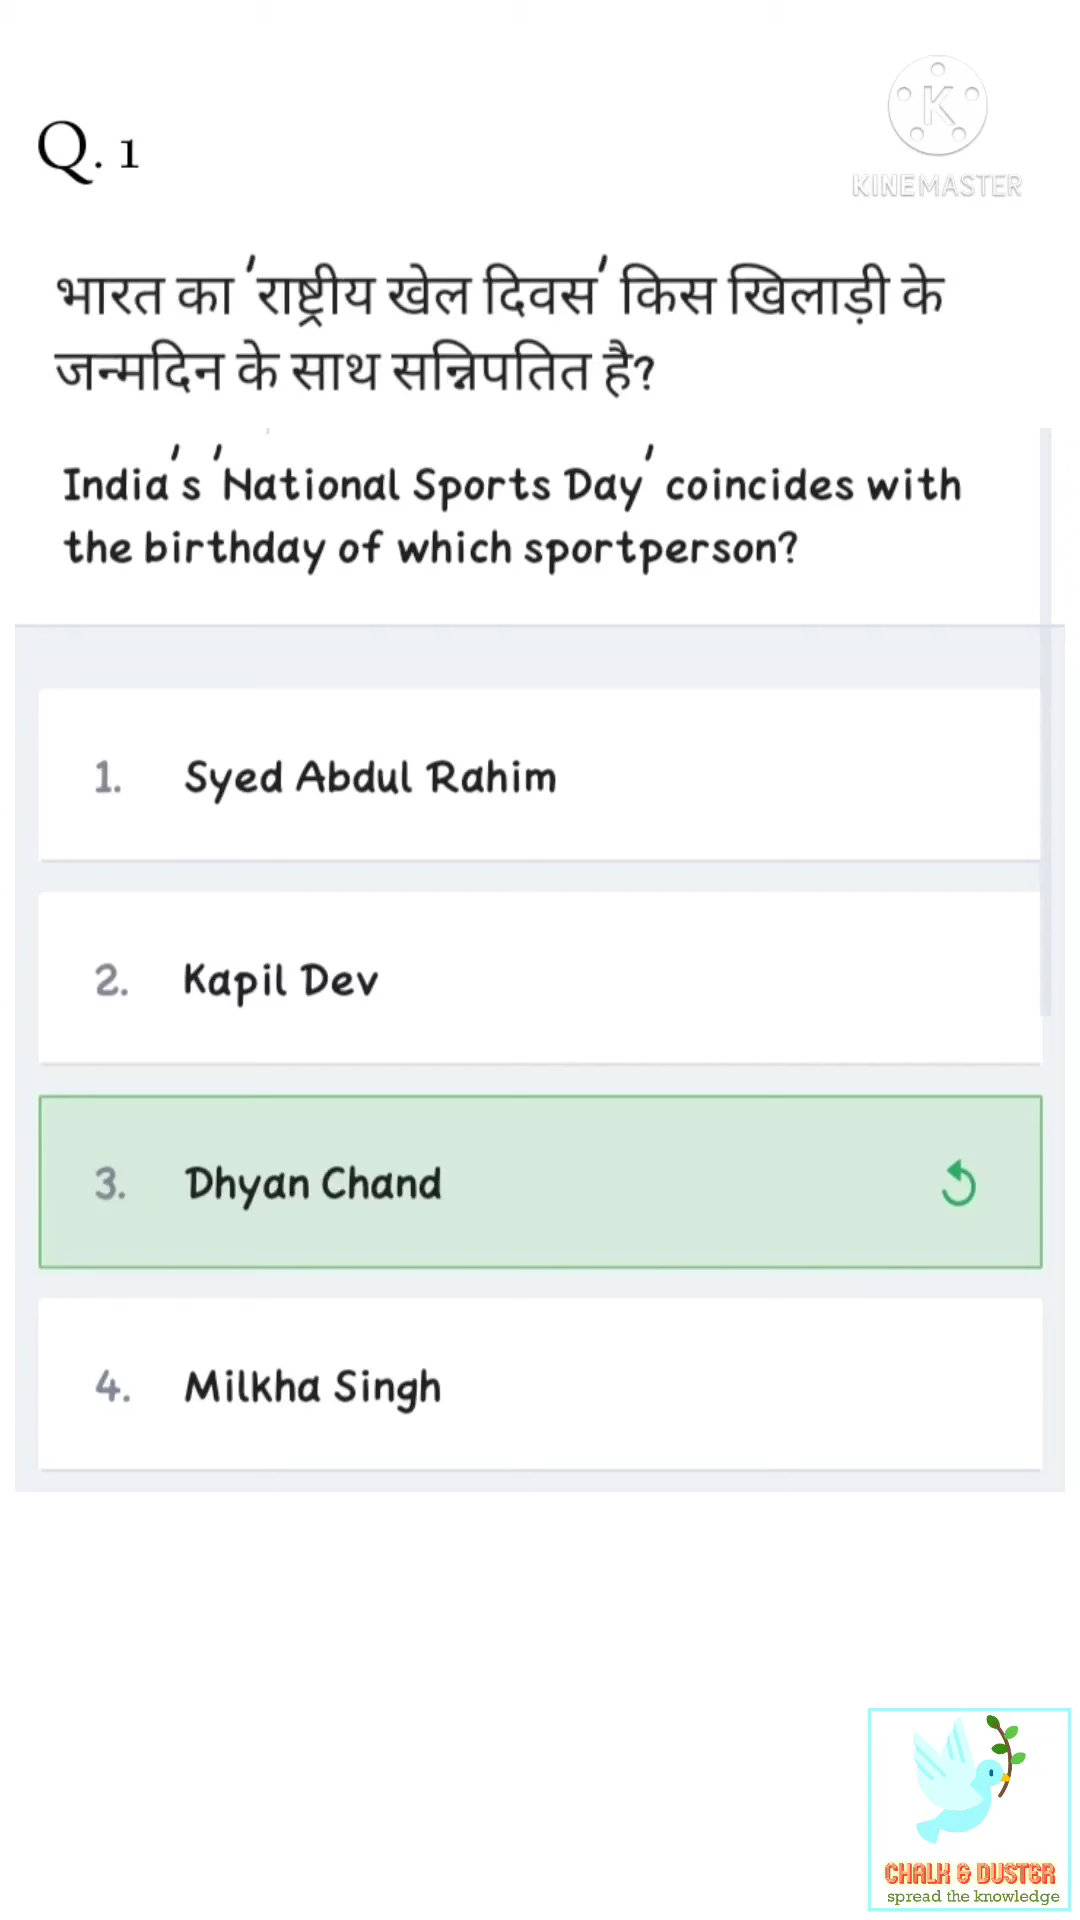 Q. 1
KINEMASTER
भारत का 'राष्ट्रीय खेल दिवस' किस खिलाड़ी के
जन्मदिन के साथ सन्निपतित है?
India's 'National Sports Day' coincides with
the birthday of which sportperson?
1. Syed Abdul Rahim
2. Kapil Dev
3. Dhyan Chand
4. Milkha Singh
CHALK & DUSTER
spread the knowledge